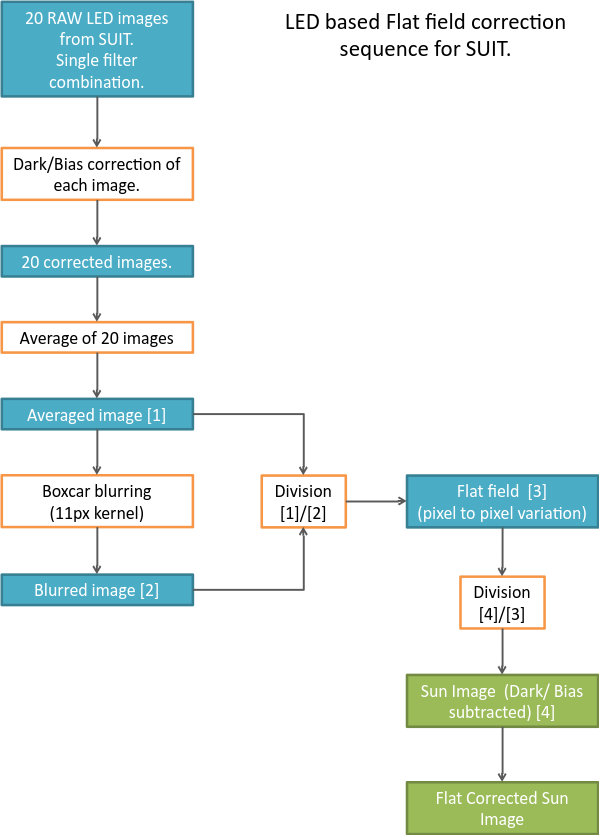 LED based Flat field correction
sequence for SUIT.
20 RAW LED images
from SUIT.
Single filter
combination.
Dark/Bias correction of
each image.
20 corrected images.
Average of 20 images
Averaged image [1]
Boxcar blurring
(11px kernel)
Blurred image [2]
Division
[1]/[2]
Flat field  [3]
(pixel to pixel variation)
Division
[4]/[3]
Sun Image  (Dark/ Bias
subtracted) [4]
Flat Corrected Sun
Image